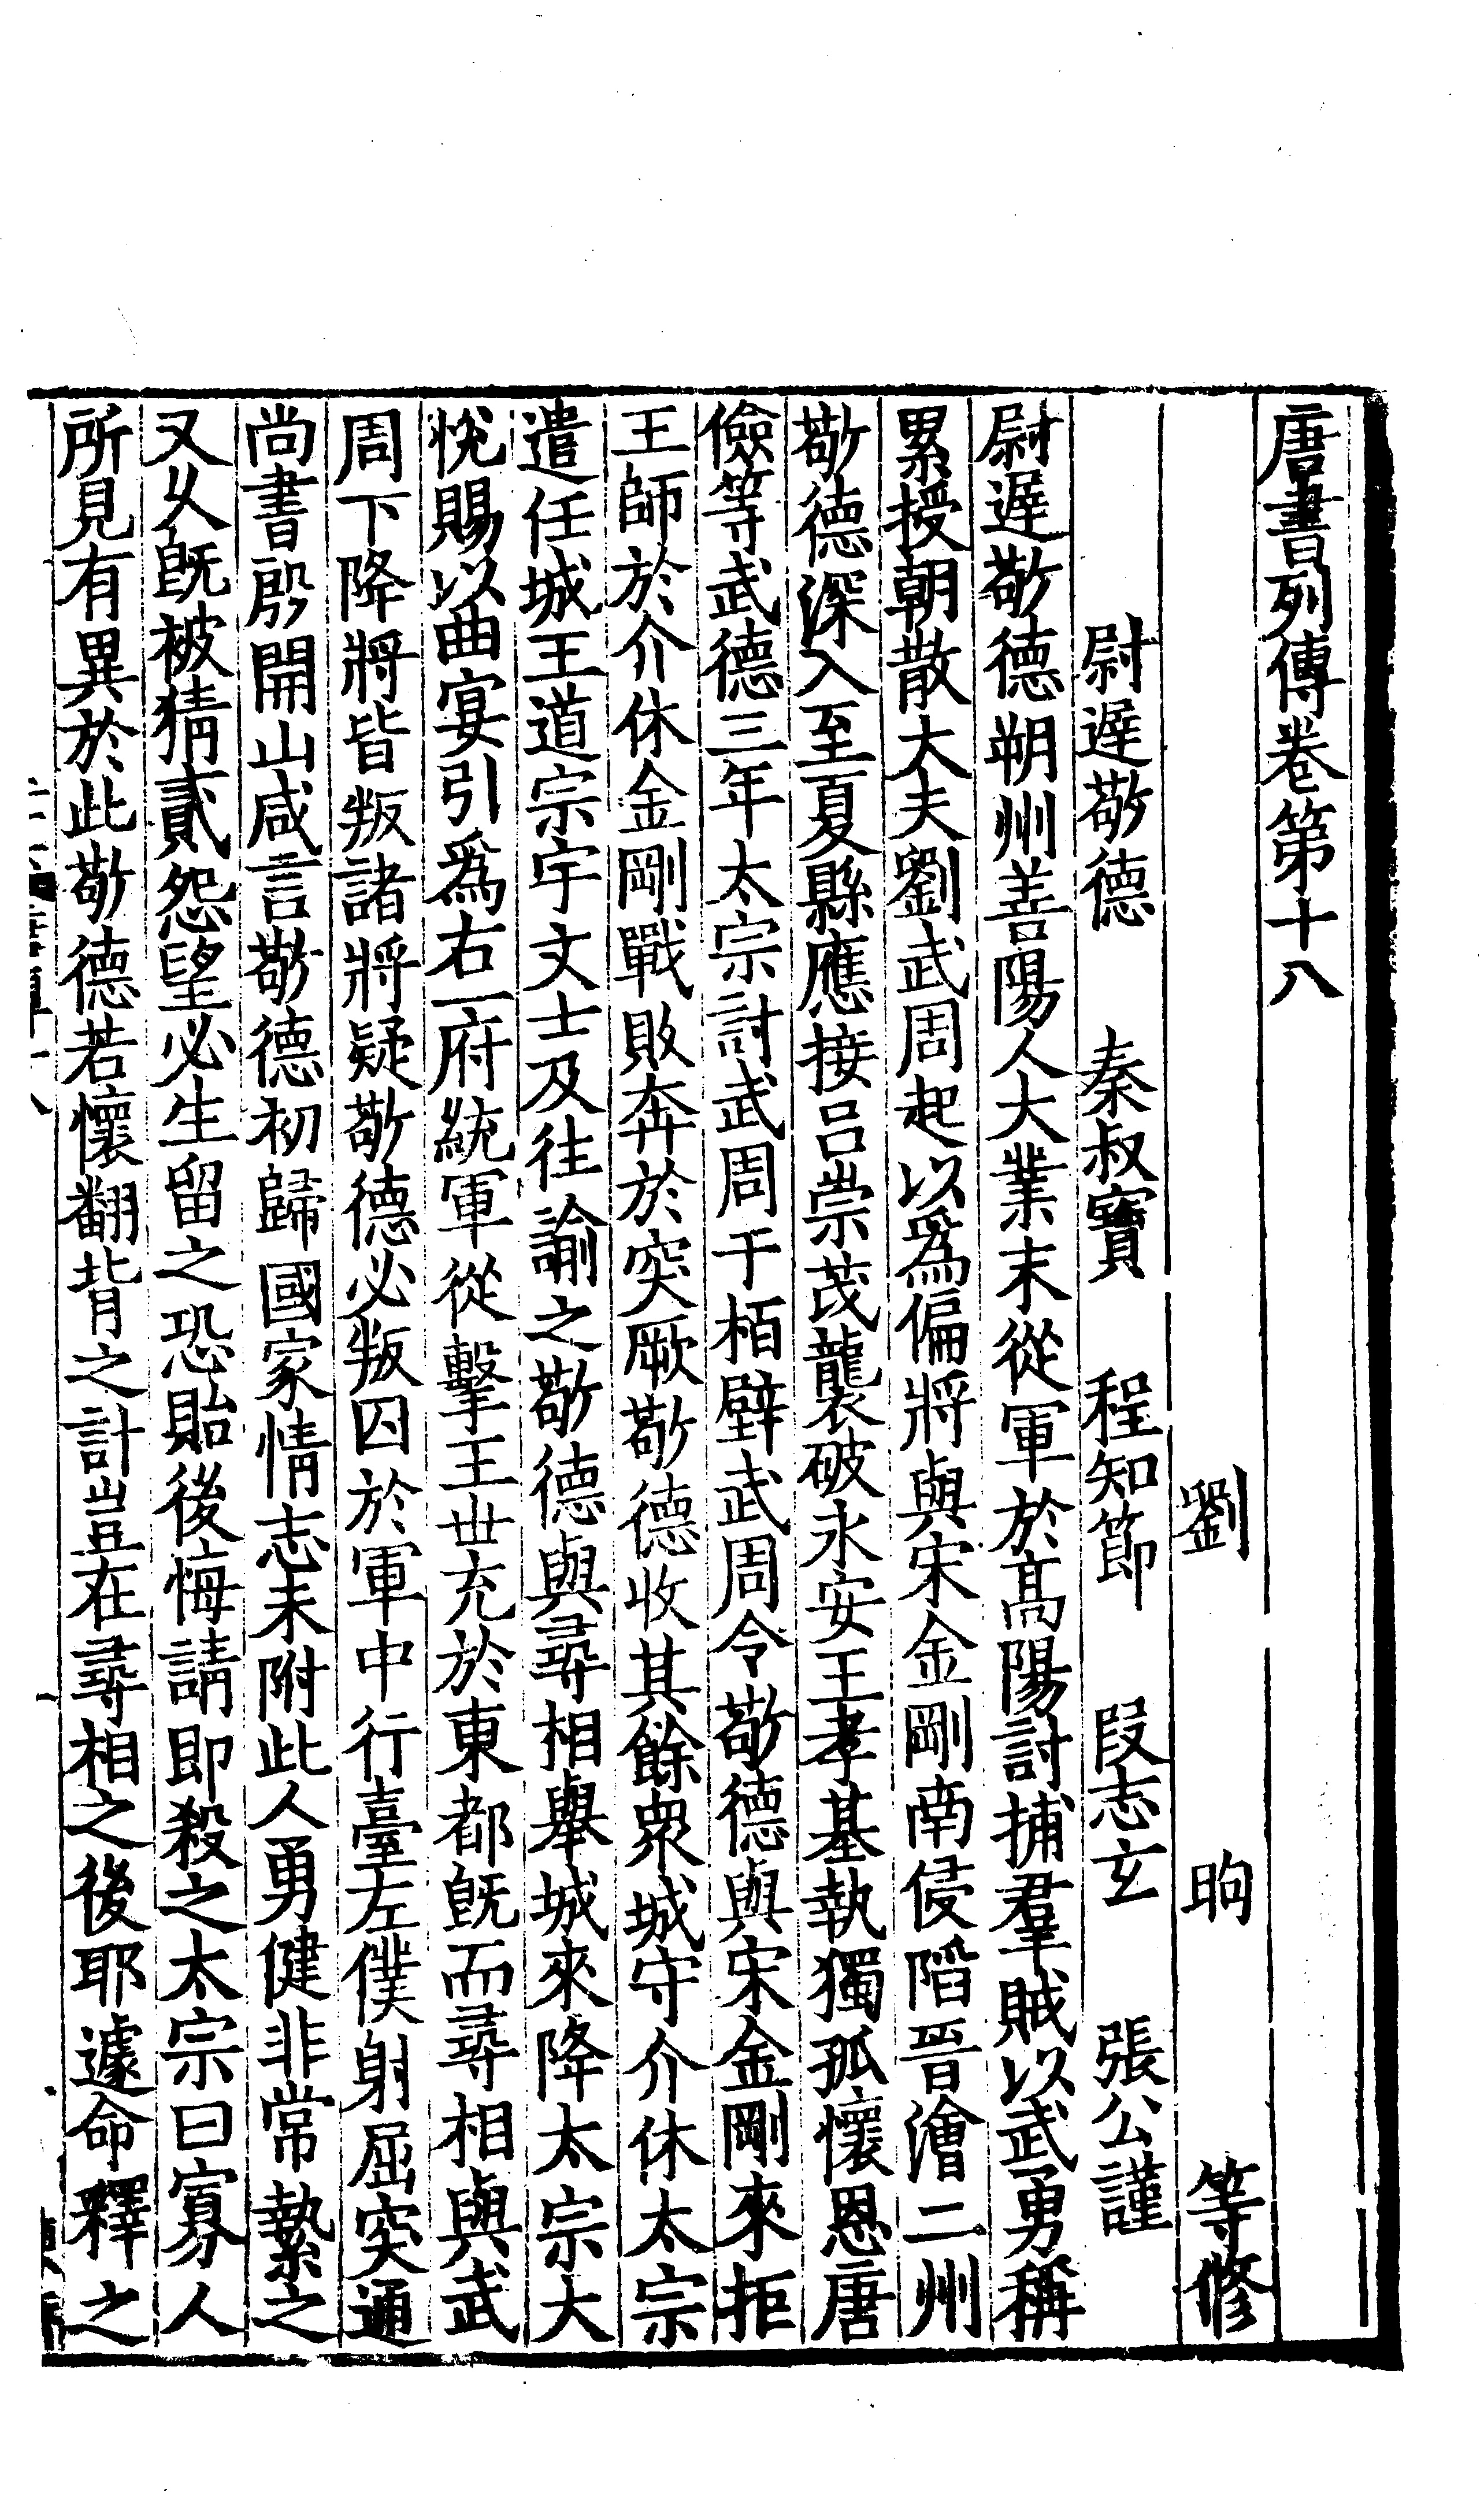 唐書列傳卷第十八
劉　昫　等修
尉遲敬德　秦叔寶　程知節　段志玄　張公謹
尉遲敬德朔州善陽人大業末從軍於髙陽討捕羣賊以武勇稱
累授朝散大夫劉武周起以爲偏將與宋金剛南侵䧟晉澮二州
敬德深入至夏縣應接呂崇茂襲破永安王孝基執獨孤懷恩唐
儉等武德三年太宗討武周于栢壁武周令敬德與宋金剛來拒
王師於介休金剛戰敗奔於突厥敬德收其餘衆城守介休太宗
遣任城王道宗宇文士及往諭之敬德與尋相舉城來降太宗大
悅賜以曲宴引爲右一府統軍從擊王世充於東都旣而尋相與武
周下降將皆叛諸將疑敬德必叛囚於軍中行臺左僕射屈突通
尚書殷開山咸言敬德初歸國家情志未附此人勇健非常縶之
又乆旣被猜貳怨望必生留之恐貽後悔請即殺之太宗曰寡人
所見有異於此敬德若懷翻背之計豈在尋相之後耶遽命釋之